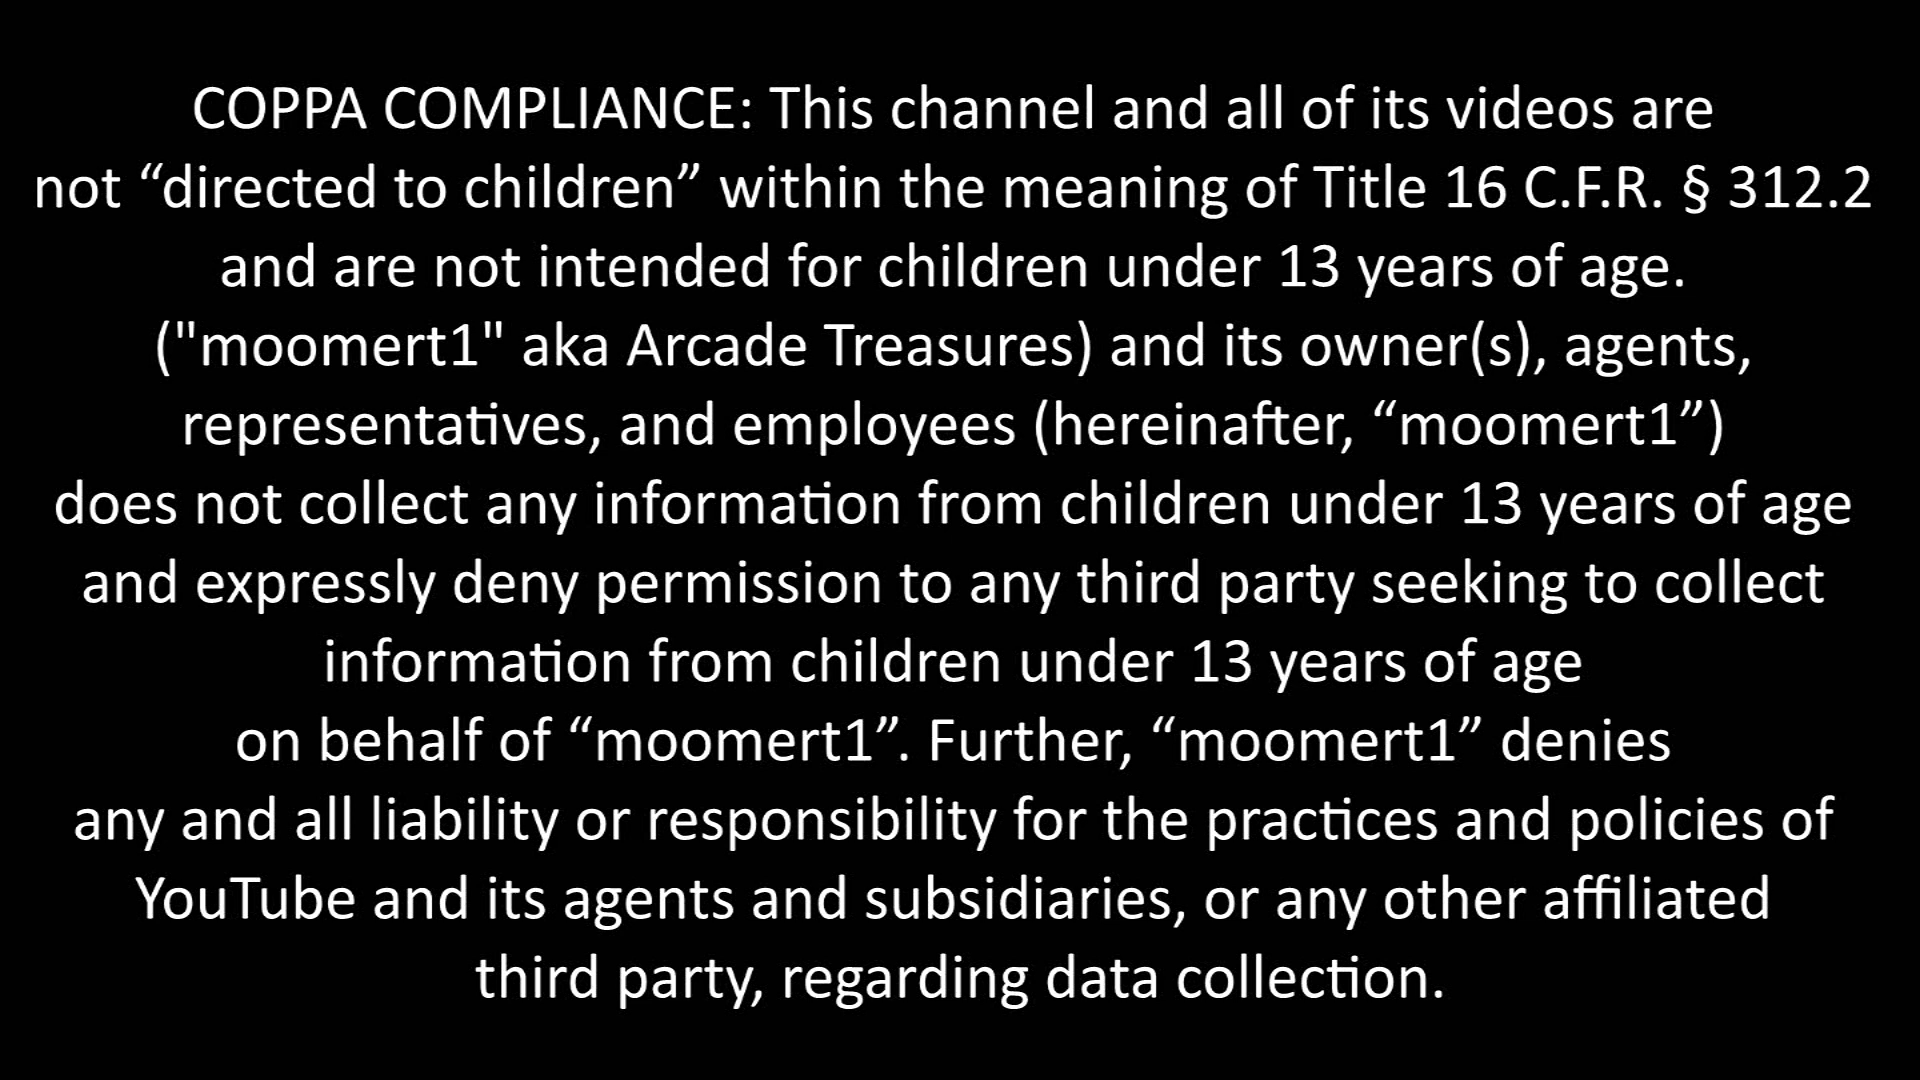 COPPA COMPLIANCE: This channel and all of its videos are
not “directed to children” within the meaning of Title 16 C.F.R. § 312.2
and are not intended for children under 13 years of age.
("moomert1" aka Arcade Treasures) and its owner(s), agents,
representatives, and employees (hereinafter, “moomert1”)
does not collect any information from children under 13 years of age
and expressly deny permission to any third party seeking to collect
information from children under 13 years of age
on behalf of “moomert1”. Further, “moomert1” denies
any and all liability or responsibility for the practices and policies of
YouTube and its agents and subsidiaries, or any other affiliated
third party, regarding data collection.